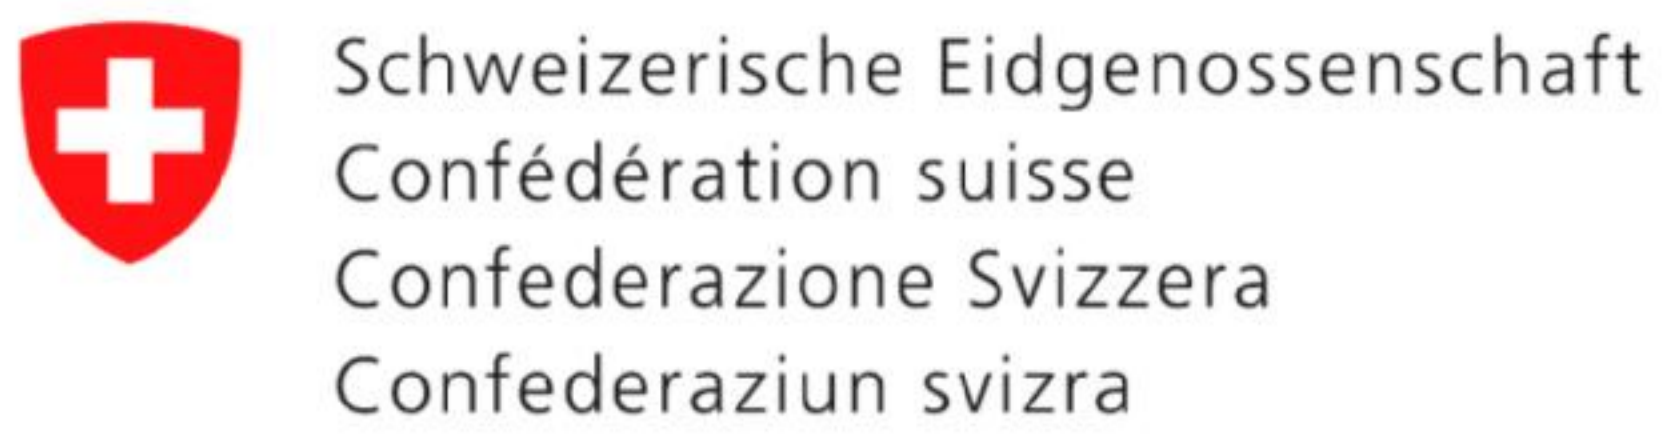 Schweizerische Eidgenossenschaft
Confédération suisse
Confederazione Svizzera
Confederaziun svizra